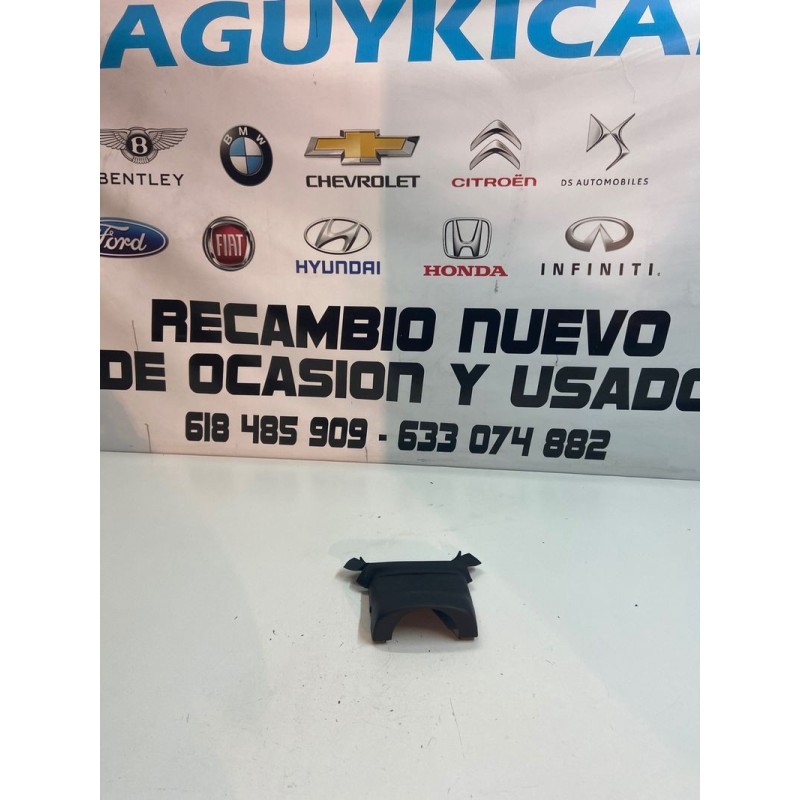 AGUYKICAR
B
BENTLEY
BMW
CHEVROLET
CITROËN
DS AUTOMOBILES
Ford
FIAT
HYUNDAI
HONDA
INFINITI
RECAMBIO NUEVO
DE OCASION Y USADO
618 485 909 - 633 074 882